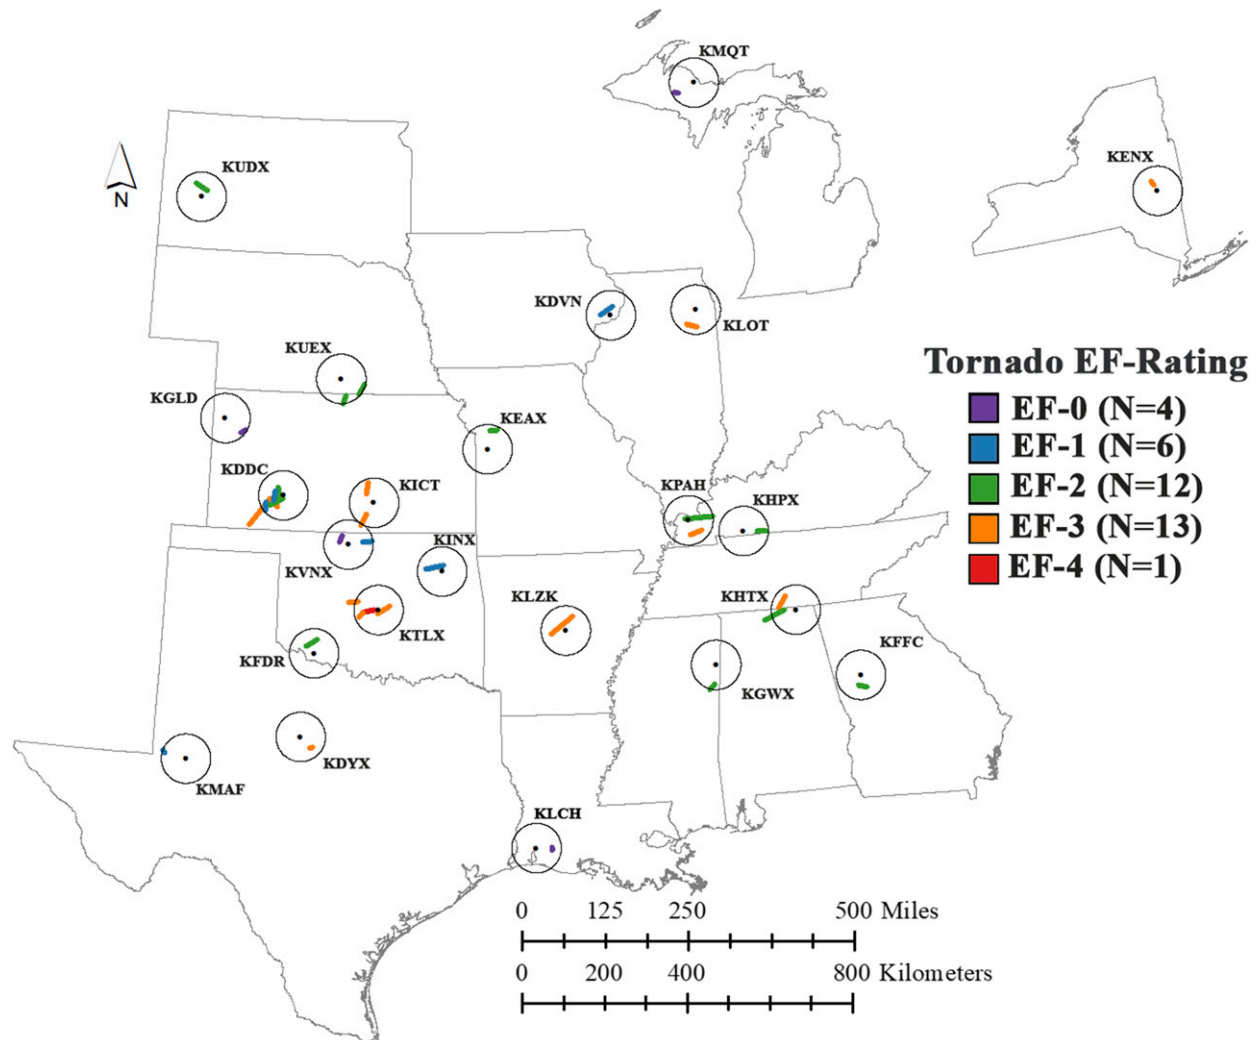 KMQT
KENX
KUDX
N
KDVN
KLOT
KUEX
Tornado EF-Rating
KGLD
EF-0 (N=4)
KEAX
EF-1 (N=6)
KDDC
KICT
KPAH
KHPX
EF-2 (N=12)
EF-3 (N=13)
KVNX
KINX
EF-4 (N=1)
KLZK
KHTX
KTLX
KFDR
KFFC
KGWX
KDYX
KMAF
KLCH
0 125 250 500 Miles
0 200 400 800 Kilometers